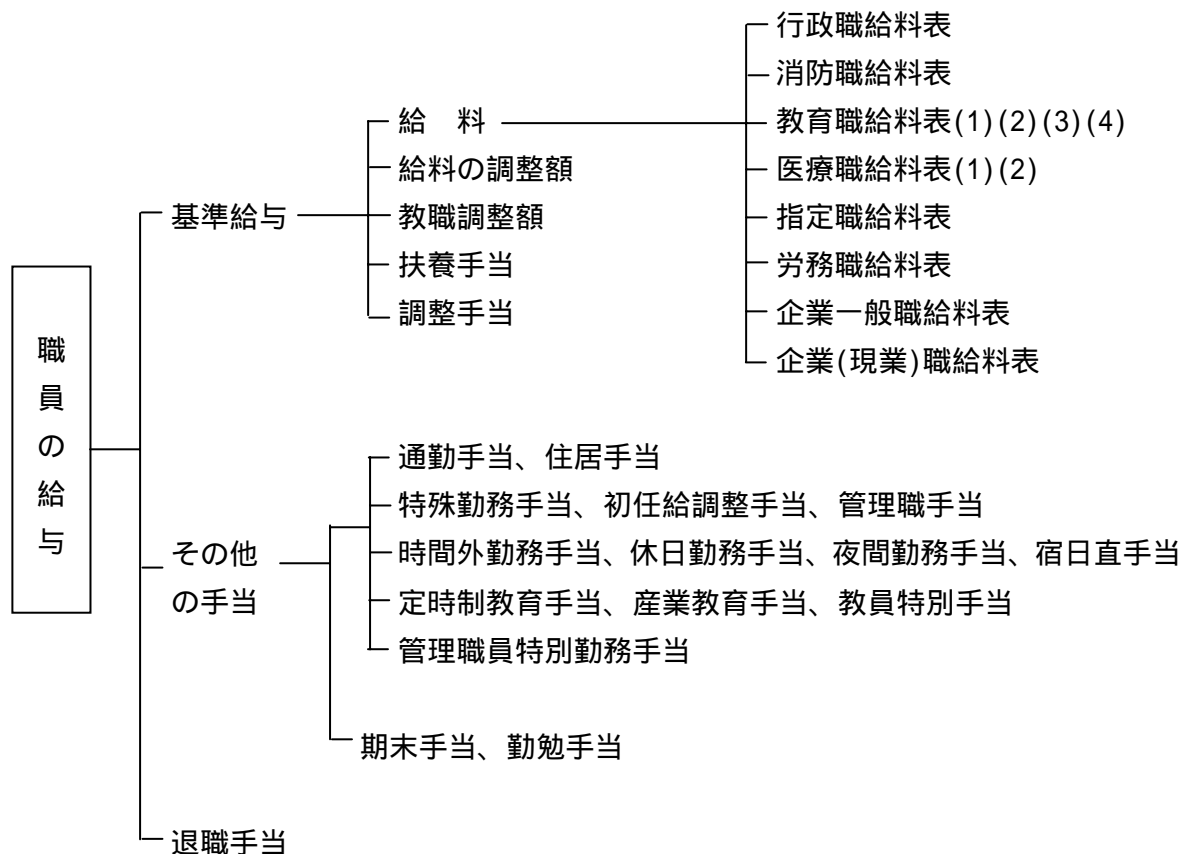 職員の給与
基準給与
給　料
給料の調整額
教職調整額
扶養手当
調整手当
行政職給料表
消防職給料表
教育職給料表(1)(2)(3)(4)
医療職給料表(1)(2)
指定職給料表
労務職給料表
企業一般職給料表
企業(現業)職給料表
その他
の手当
通勤手当、住居手当
特殊勤務手当、初任給調整手当、管理職手当
時間外勤務手当、休日勤務手当、夜間勤務手当、宿日直手当
定時制教育手当、産業教育手当、教員特別手当
管理職員特別勤務手当
期末手当、勤勉手当
退職手当